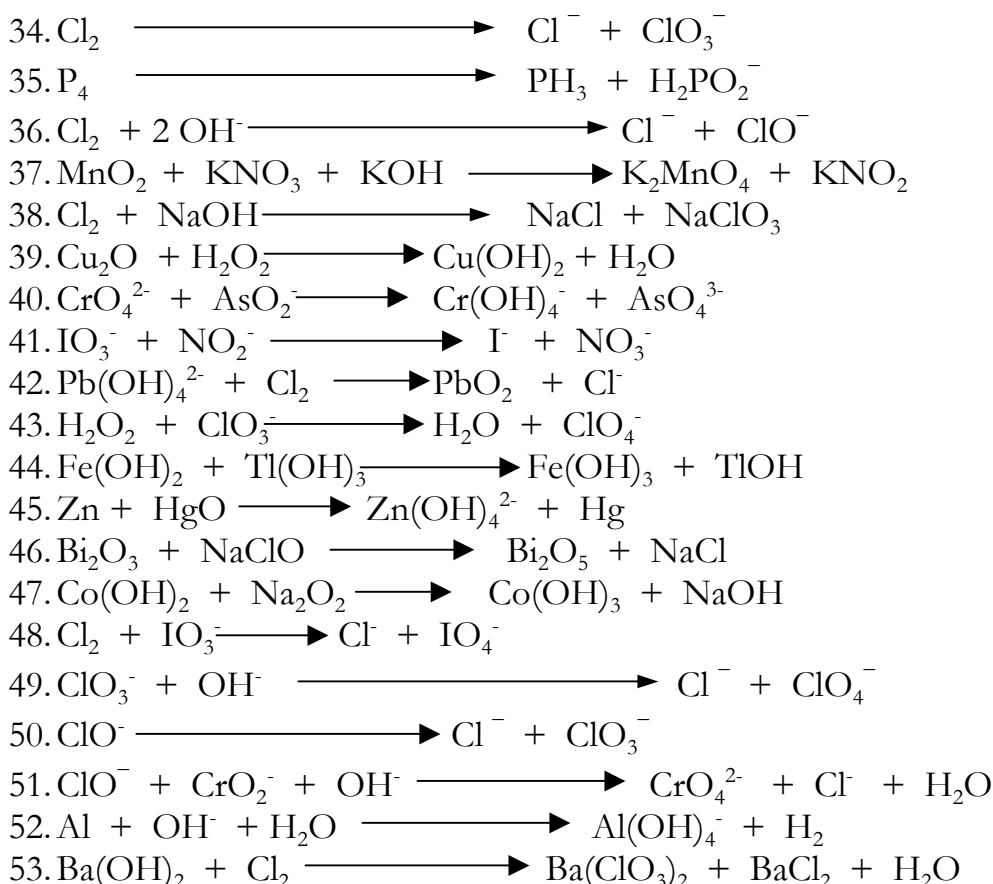 34. Cl₂ ⟶ Cl⁻ + ClO₃⁻
35. P₄ ⟶ PH₃ + H₂PO₂⁻
36. Cl₂ + 2 OH⁻ ⟶ Cl⁻ + ClO⁻
37. MnO₂ + KNO₃ + KOH ⟶ K₂MnO₄ + KNO₂
38. Cl₂ + NaOH ⟶ NaCl + NaClO₃
39. Cu₂O + H₂O₂ ⟶ Cu(OH)₂ + H₂O
40. CrO₄²⁻ + AsO₂⁻ ⟶ Cr(OH)₄⁻ + AsO₄³⁻
41. IO₃⁻ + NO₂⁻ ⟶ I⁻ + NO₃⁻
42. Pb(OH)₄²⁻ + Cl₂ ⟶ PbO₂ + Cl⁻
43. H₂O₂ + ClO₃⁻ ⟶ H₂O + ClO₄⁻
44. Fe(OH)₂ + Tl(OH)₃ ⟶ Fe(OH)₃ + TlOH
45. Zn + HgO ⟶ Zn(OH)₄²⁻ + Hg
46. Bi₂O₃ + NaClO ⟶ Bi₂O₅ + NaCl
47. Co(OH)₂ + Na₂O₂ ⟶ Co(OH)₃ + NaOH
48. Cl₂ + IO₃⁻ ⟶ Cl⁻ + IO₄⁻
49. ClO₃⁻ + OH⁻ ⟶ Cl⁻ + ClO₄⁻
50. ClO⁻ ⟶ Cl⁻ + ClO₃⁻
51. ClO⁻ + CrO₂⁻ + OH⁻ ⟶ CrO₄²⁻ + Cl⁻ + H₂O
52. Al + OH⁻ + H₂O ⟶ Al(OH)₄⁻ + H₂
53. Ba(OH)₂ + Cl₂ ⟶ Ba(ClO₃)₂ + BaCl₂ + H₂O